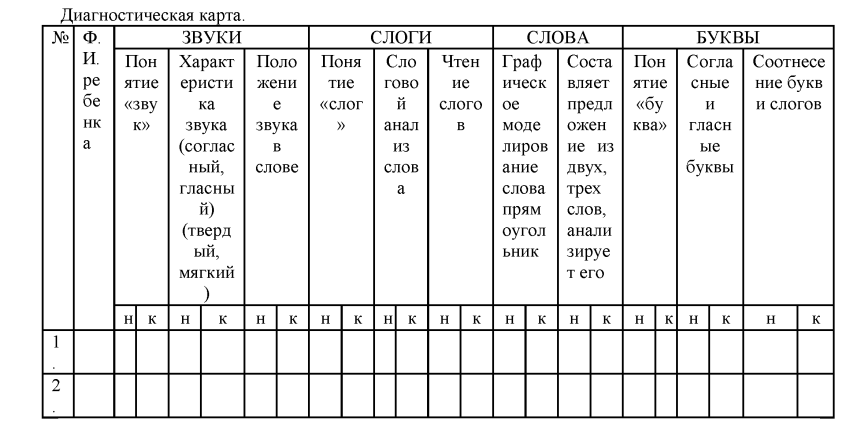 Диагностическая карта.
№
Ф.
И.
ре
бе
нк
а
ЗВУКИ
СЛОГИ
СЛОВА
БУКВЫ
Пон
ятие
«зву
к»
Характ
еристи
ка
звука
(соглас
ный,
гласны
й)
(тверд
ый,
мягкий
)
Поло
жени
е
звука
в
слове
Поня
тие
«слог
»
Сло
гово
й
анал
из
слов
а
Чтен
ие
слого
в
Граф
ическ
ое
моде
лиров
ание
слова
прям
оугол
ьник
Соста
вляет
предл
ожен
ие из
двух,
трех
слов,
анали
зируе
т его
Пон
ятие
«бу
ква»
Согла
сные
и
гласн
ые
буквы
Соотнесе
ние букв
и слогов
н к н к н к н к н к н к н к н к н к н к н к
1
.
2
.